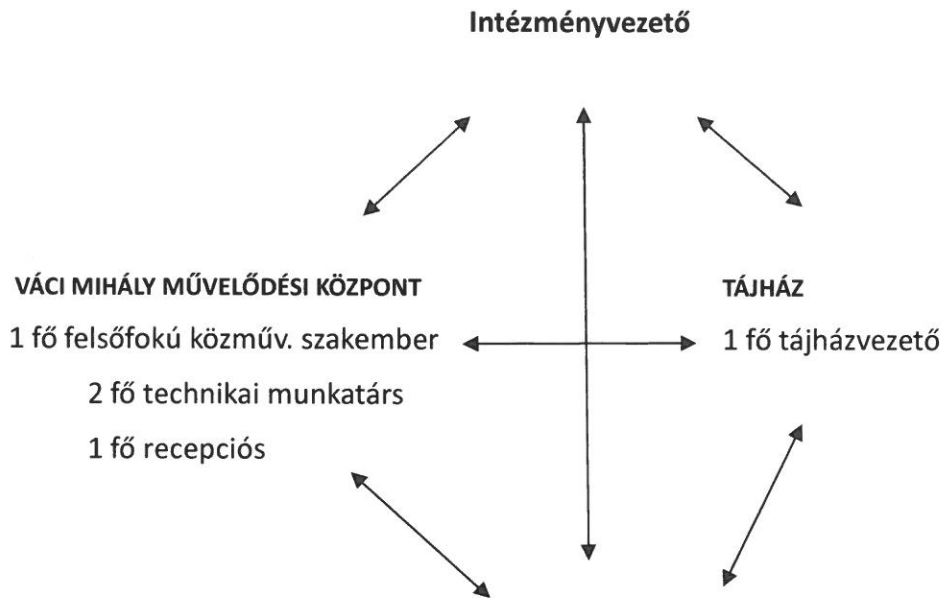 Intézményvezető
VÁCI MIHÁLY MŰVELŐDÉSI KÖZPONT
1 fő felsőfokú közműv. szakember
2 fő technikai munkatárs
1 fő recepciós
TÁJHÁZ
1 fő tájházvezető